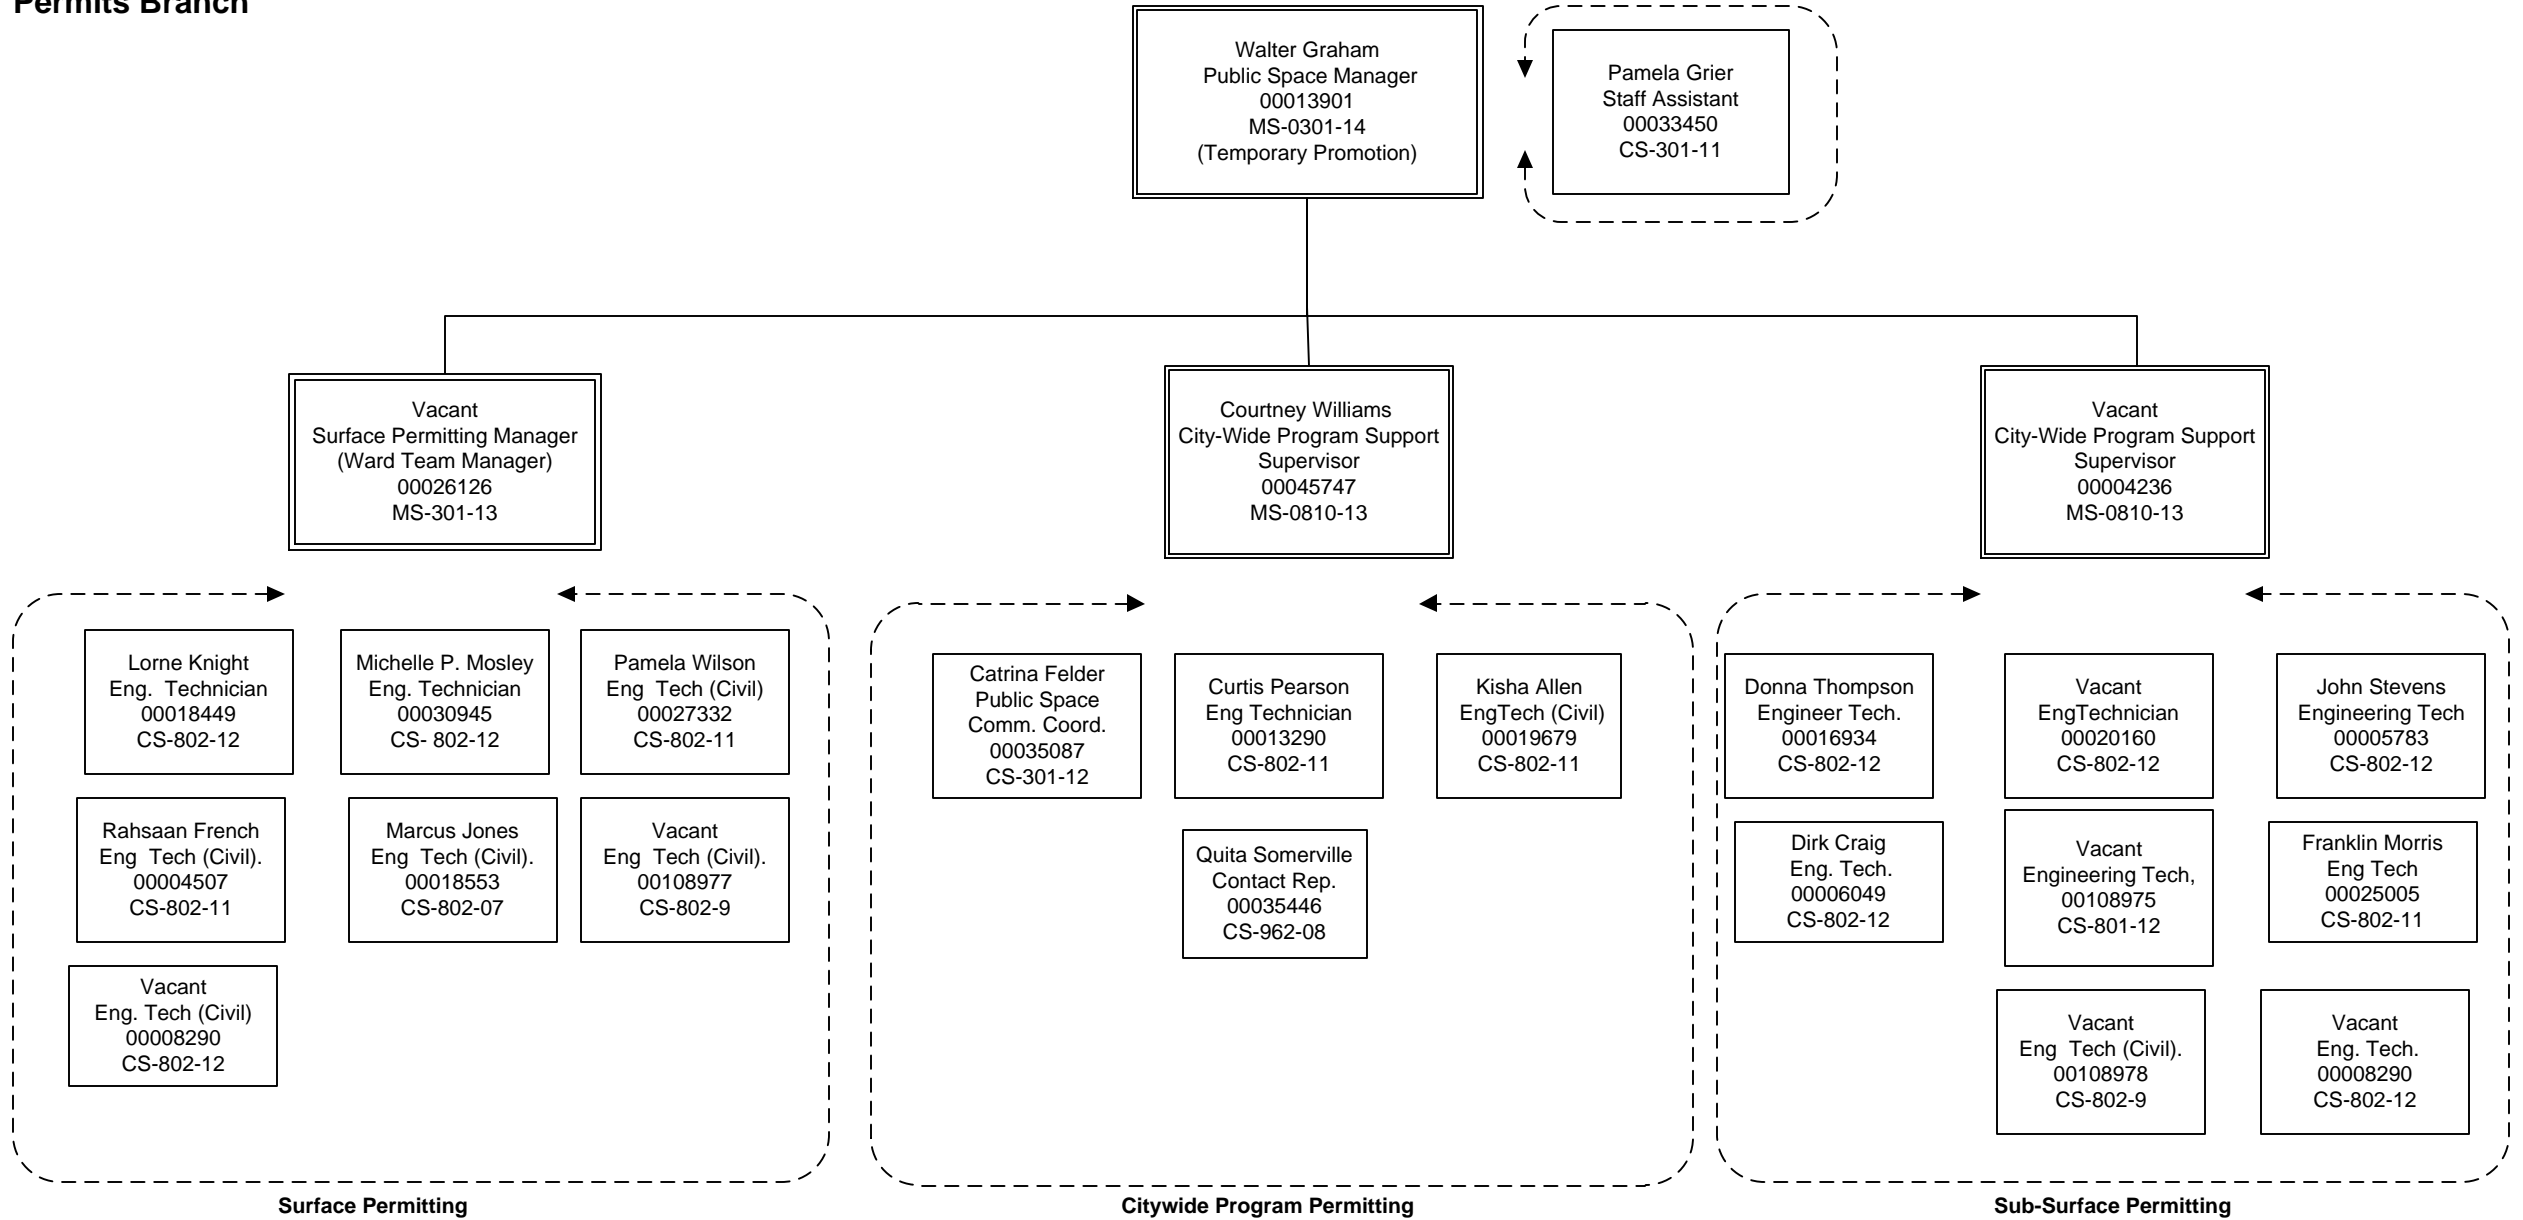 Permits Branch
Walter Graham
Public Space Manager
00013901
MS-0301-14
(Temporary Promotion)
Pamela Grier
Staff Assistant
00033450
CS-301-11
Vacant
Surface Permitting Manager
(Ward Team Manager)
00026126
MS-301-13
Courtney Williams
City-Wide Program Support
Supervisor
00045747
MS-0810-13
Vacant
City-Wide Program Support
Supervisor
00004236
MS-0810-13
Lorne Knight
Eng.  Technician
00018449
CS-802-12
Michelle P. Mosley
Eng. Technician
00030945
CS- 802-12
Pamela Wilson
Eng  Tech (Civil)
00027332
CS-802-11
Rahsaan French
Eng  Tech (Civil).
00004507
CS-802-11
Marcus Jones
Eng  Tech (Civil).
00018553
CS-802-07
Vacant
Eng  Tech (Civil).
00108977
CS-802-9
Vacant
Eng. Tech (Civil)
00008290
CS-802-12
Surface Permitting
Catrina Felder
Public Space
Comm. Coord.
00035087
CS-301-12
Curtis Pearson
Eng Technician
00013290
CS-802-11
Kisha Allen
EngTech (Civil)
00019679
CS-802-11
Quita Somerville
Contact Rep.
00035446
CS-962-08
Citywide Program Permitting
Donna Thompson
Engineer Tech.
00016934
CS-802-12
Vacant
EngTechnician
00020160
CS-802-12
John Stevens
Engineering Tech
00005783
CS-802-12
Dirk Craig
Eng. Tech.
00006049
CS-802-12
Vacant
Engineering Tech,
00108975
CS-801-12
Franklin Morris
Eng Tech
00025005
CS-802-11
Vacant
Eng  Tech (Civil).
00108978
CS-802-9
Vacant
Eng. Tech.
00008290
CS-802-12
Sub-Surface Permitting